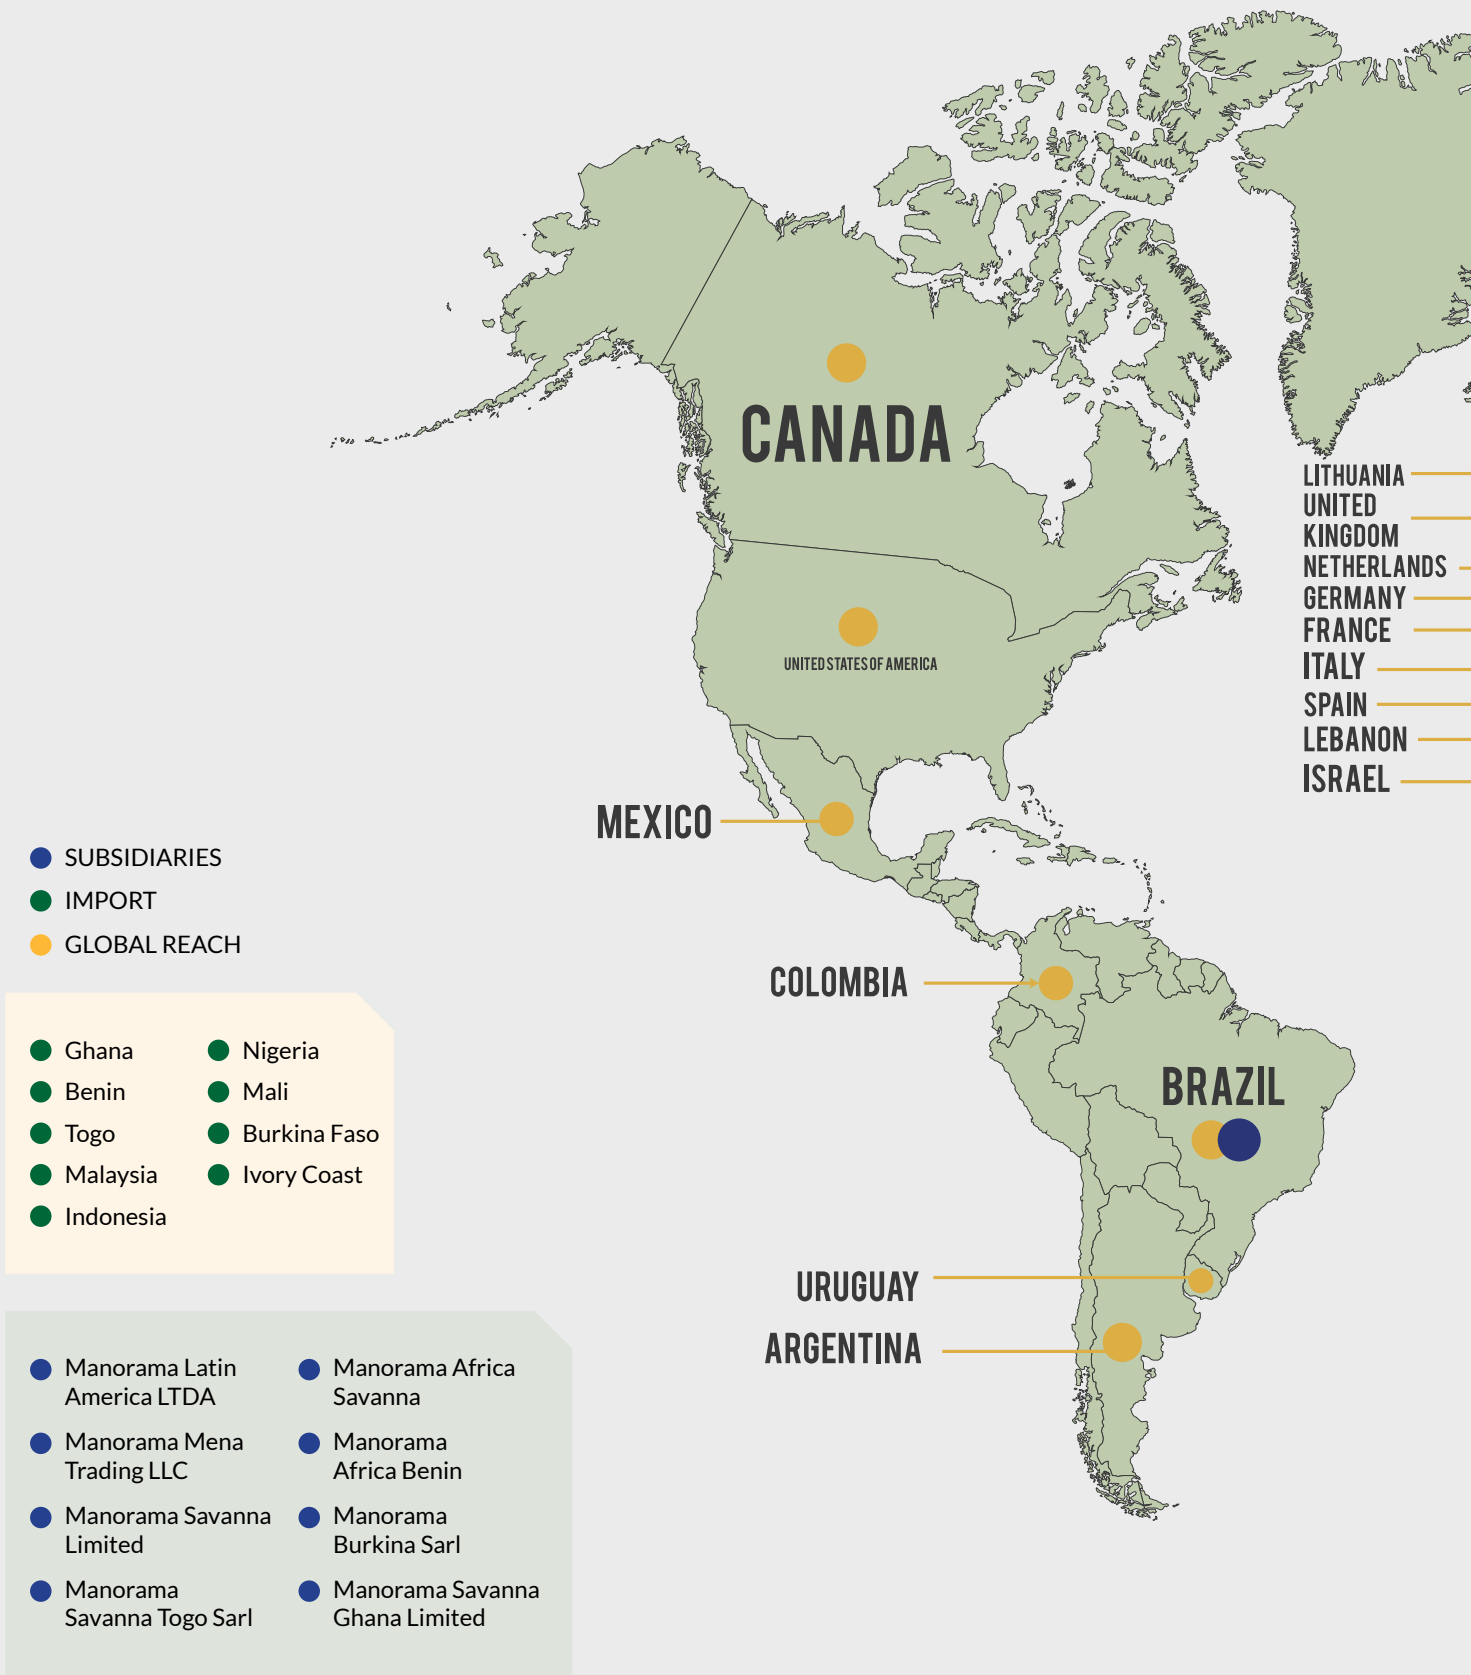 CANADA
LITHUANIA
UNITED
KINGDOM
NETHERLANDS
GERMANY
FRANCE
ITALY
SPAIN
LEBANON
ISRAEL
UNITED STATES OF AMERICA
MEXICO
COLOMBIA
BRAZIL
URUGUAY
ARGENTINA
SUBSIDIARIES
IMPORT
GLOBAL REACH
Ghana
Benin
Togo
Malaysia
Indonesia
Nigeria
Mali
Burkina Faso
Ivory Coast
Manorama Latin
America LTDA
Manorama Mena
Trading LLC
Manorama Savanna
Limited
Manorama
Savanna Togo Sarl
Manorama Africa
Savanna
Manorama
Africa Benin
Manorama
Burkina Sarl
Manorama Savanna
Ghana Limited